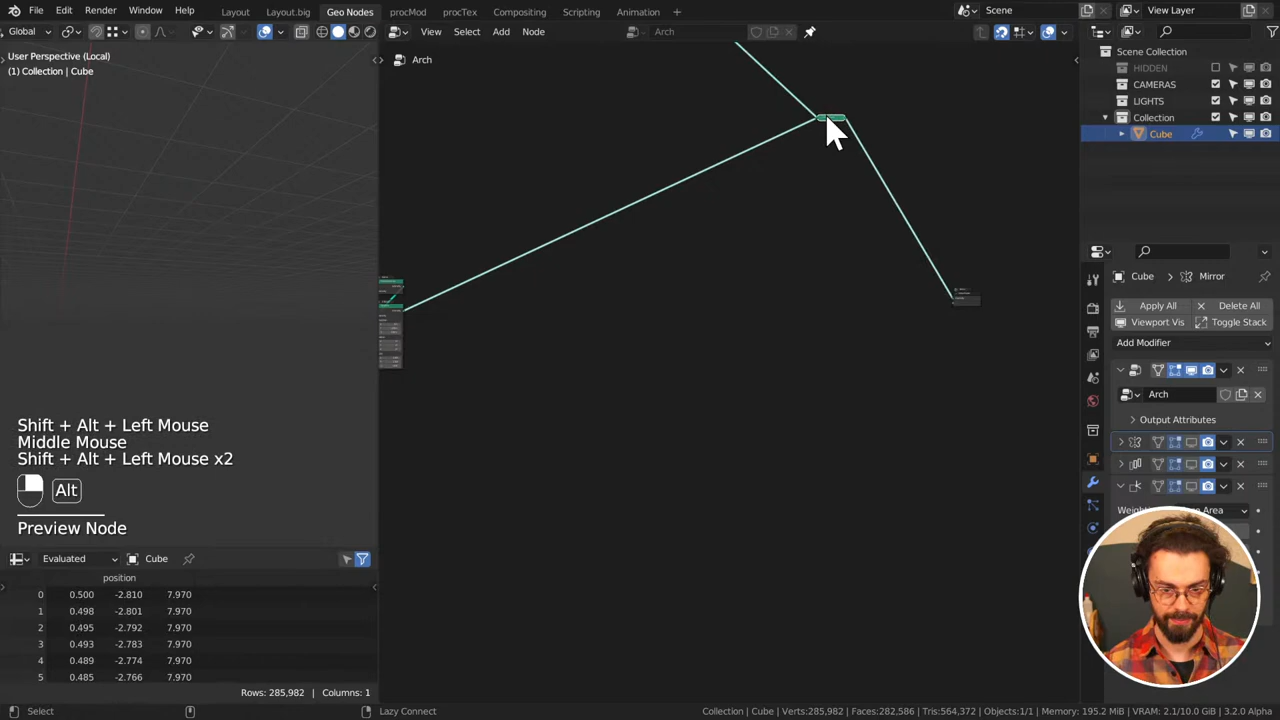 File Edit Render Window Help Layout Layout.big Geo Nodes procMod procTex Compositing Scripting Animation + Scene View Layer
Global View Select Add Node Arch
User Perspective (Local)
(1) Collection | Cube
Arch
Scene Collection
HIDDEN
CAMERAS
LIGHTS
Collection
Cube
Cube > Mirror
Apply All Delete All
Viewport Vis Toggle Stack
Add Modifier
Arch
Output Attributes
Area
Shift + Alt + Left Mouse
Middle Mouse
Shift + Alt + Left Mouse x2
Alt
Preview Node
Evaluated Cube
position
0 0.500 -2.810 7.970
1 0.498 -2.801 7.970
2 0.495 -2.792 7.970
3 0.493 -2.783 7.970
4 0.489 -2.774 7.970
5 0.485 -2.766 7.970
Rows: 285,982 | Columns: 1
Select Lazy Connect Collection | Cube | Verts:285,982 | Faces:282,586 | Tris:564,372 | Objects:1/1 | Memory: 195.2 MiB | VRAM: 2.1/10.0 GiB | 3.2.0 Alpha